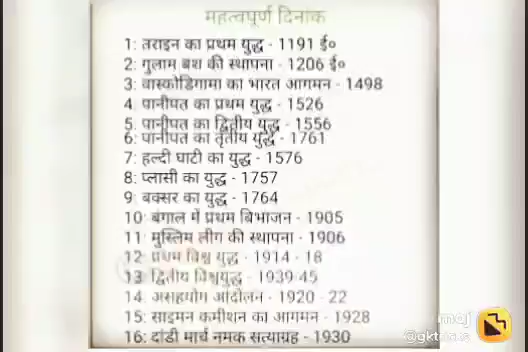 महत्वपूर्ण दिनांक
1: तराइन का प्रथम युद्ध - 1191 ई०
2: गुलाम बश की स्थापना - 1206 ई०
3: वास्कोडिगामा का भारत आगमन - 1498
4. पानीपत का प्रथम युद्ध - 1526
5. पानीपत का द्वितीय युद्ध - 1556
6: पानीपत का तृतीय युद्ध - 1761
7: हल्दी घाटी का युद्ध - 1576
8: प्लासी का युद्ध - 1757
9: बक्सर का युद्ध - 1764
10: बंगाल में प्रथम बिभाजन - 1905
11: मुस्लिम लीग की स्थापना - 1906
12: प्रथम विश्व युद्ध - 1914 - 18
13: द्वितीय विश्वयुद्ध - 1939-45
14: असहयोग आंदोलन - 1920 - 22
15: साइमन कमीशन का आगमन - 1928
16: दांडी मार्च नमक सत्याग्रह - 1930
moj